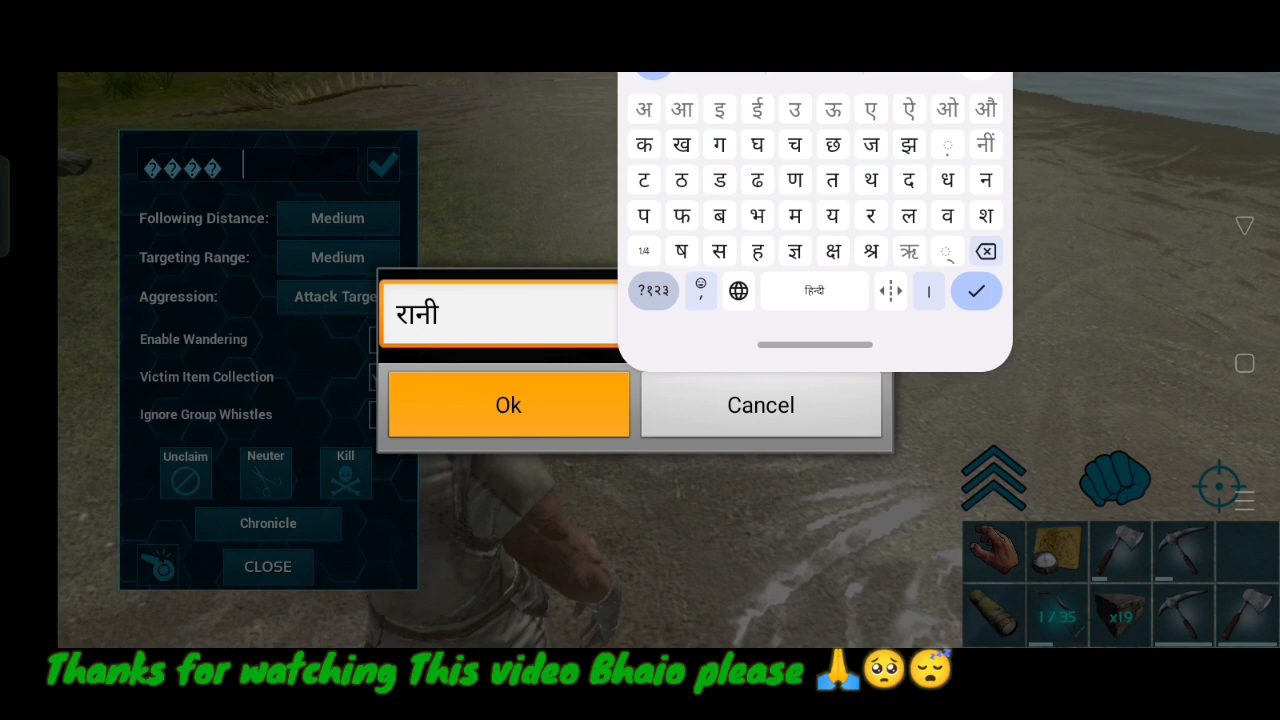 अ आ इ ई उ ऊ ए ऐ ओ औ
क ख ग घ च छ ज झ ़ नीं
ट ठ ड ढ ण त थ द ध न
प फ ब भ म य र ल व श
1/4 ष स ह ज्ञ क्ष श्र ऋ ्
?१२३ , हिन्दी ।
����
Following Distance: Medium
Targeting Range: Medium
Aggression: Attack Targe
Enable Wandering
Victim Item Collection
Ignore Group Whistles
Unclaim Neuter Kill
Chronicle
CLOSE
रानी
Ok Cancel
1/35 x19
Thanks for watching This video Bhaio please 🙏🥺😴